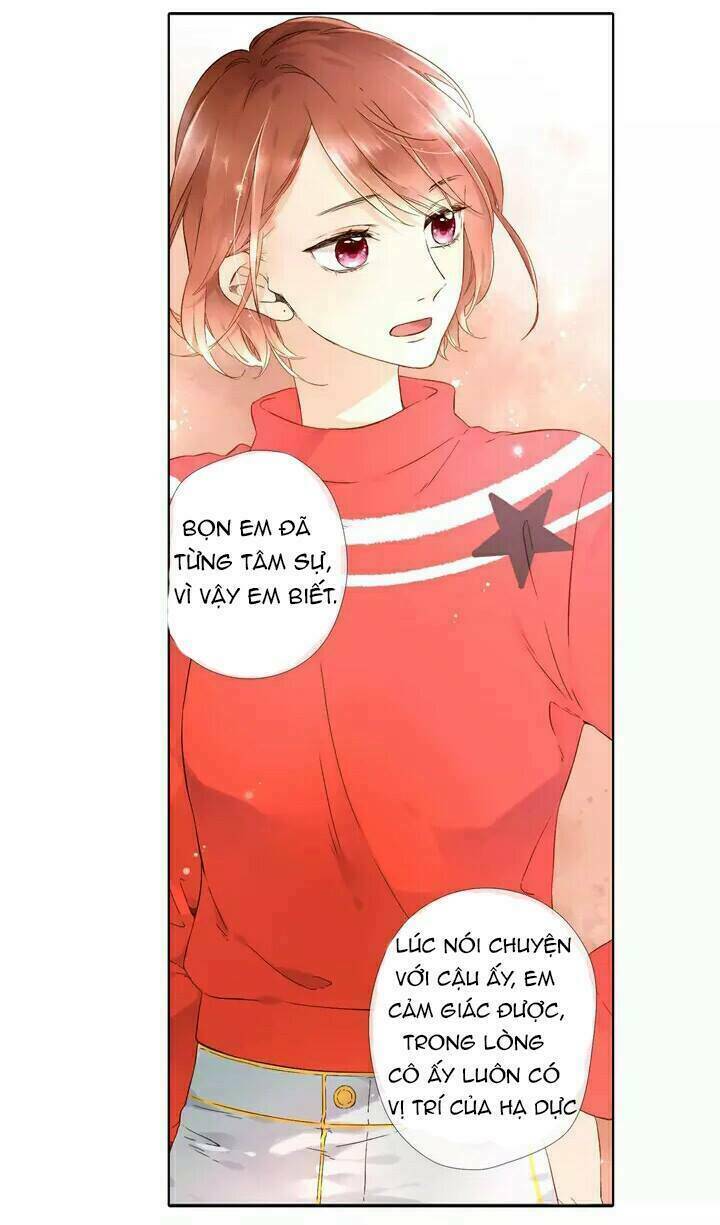 BỌN EM ĐÃ
TỪNG TÂM SỰ,
VÌ VẬY EM BIẾT.
LÚC NÓI CHUYỆN
VỚI CẬU ẤY, EM
CẢM GIÁC ĐƯỢC,
TRONG LÒNG
CÔ ẤY LUÔN CÓ
VỊ TRÍ CỦA HẠ DỰC